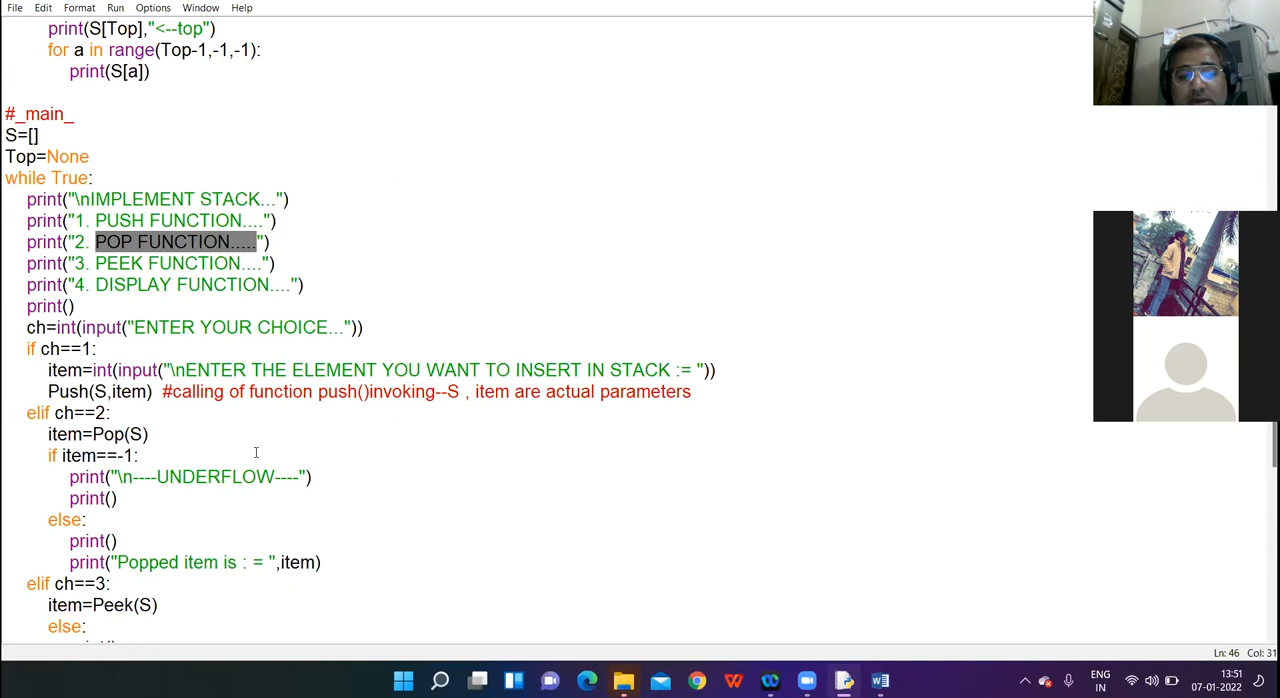 File Edit Format Run Options Window Help
print(S[Top],"<--top")
for a in range(Top-1,-1,-1):
print(S[a])
#_main_
S=[]
Top=None
while True:
print("\nIMPLEMENT STACK...")
print("1. PUSH FUNCTION....")
print("2. POP FUNCTION.....")
print("3. PEEK FUNCTION....")
print("4. DISPLAY FUNCTION....")
print()
ch=int(input("ENTER YOUR CHOICE..."))
if ch==1:
item=int(input("\nENTER THE ELEMENT YOU WANT TO INSERT IN STACK := "))
Push(S,item) #calling of function push()invoking--S , item are actual parameters
elif ch==2:
item=Pop(S)
if item==-1:
print("\n----UNDERFLOW----")
print()
else:
print()
print("Popped item is : = ",item)
elif ch==3:
item=Peek(S)
else:
Ln: 46 Col: 31
ENG
IN
13:51
07-01-2022